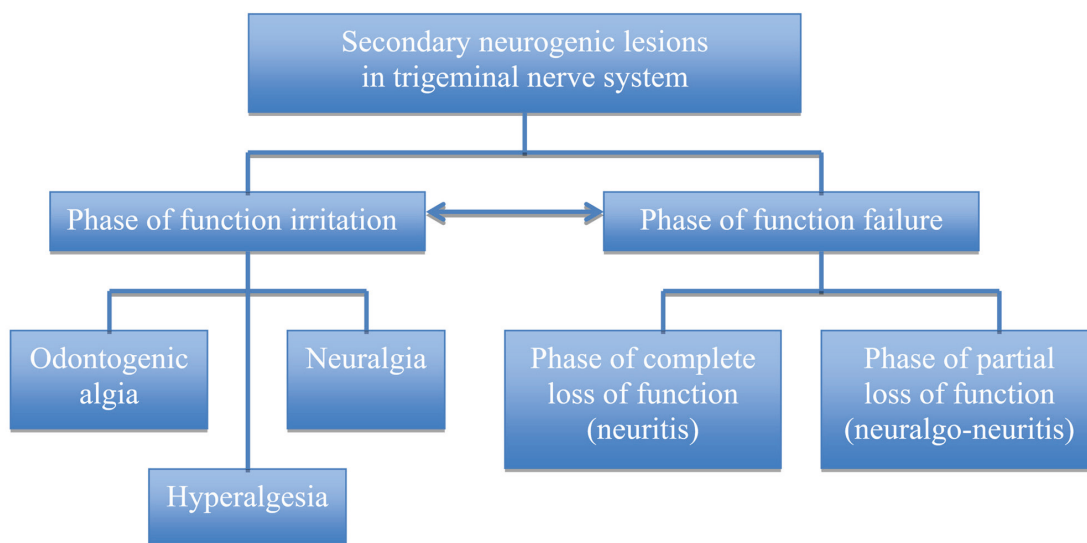 Secondary neurogenic lesions
in trigeminal nerve system
Phase of function irritation
Phase of function failure
Odontogenic
algia
Neuralgia
Phase of complete
loss of function
(neuritis)
Phase of partial
loss of function
(neuralgo-neuritis)
Hyperalgesia